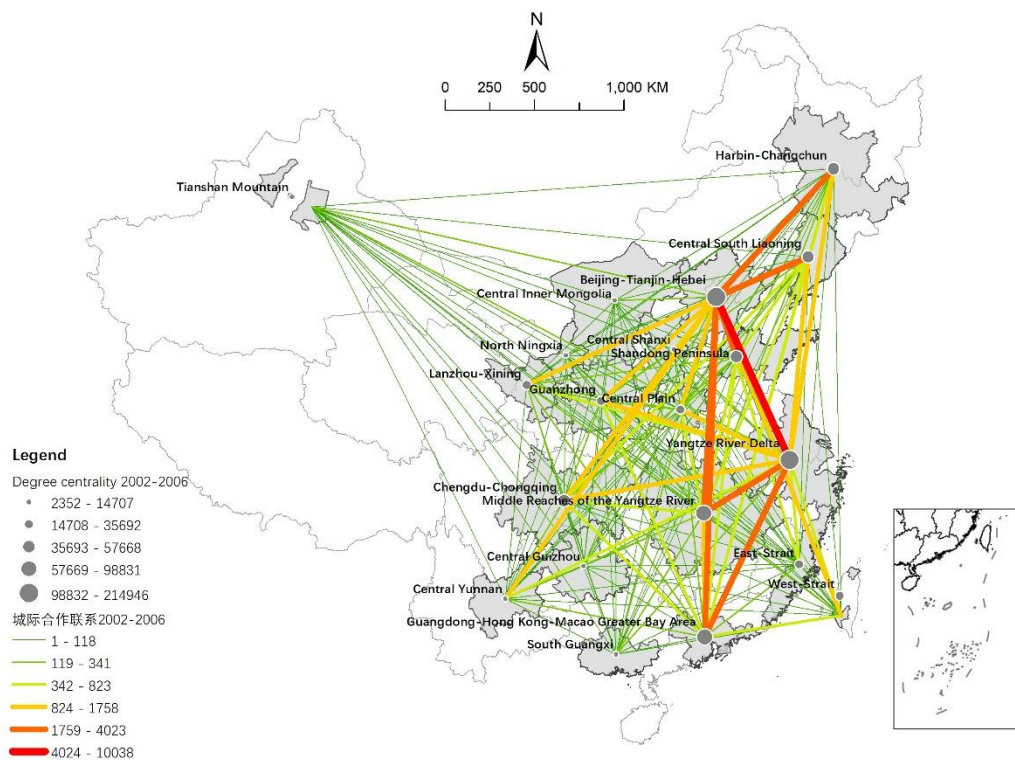 N
0 250 500 1,000 KM
Harbin-Changchun
Tianshan Mountain
Central South Liaoning
Beijing-Tianjin-Hebei
Central Inner Mongolia
Central Shanxi
North Ningxia
Shandong Peninsula
Lanzhou-Xining
Guanzhong
Central Plain
Yangtze River Delta
Chengdu-Chongqing
Middle Reaches of the Yangtze River
Central Guizhou
East-Strait
Central Yunnan
West-Strait
Guangdong-Hong Kong-Macao Greater Bay Area
South Guangxi
Legend
Degree centrality 2002-2006
2352 - 14707
14708 - 35692
35693 - 57668
57669 - 98831
98832 - 214946
城际合作联系2002-2006
1 - 118
119 - 341
342 - 823
824 - 1758
1759 - 4023
4024 - 10038